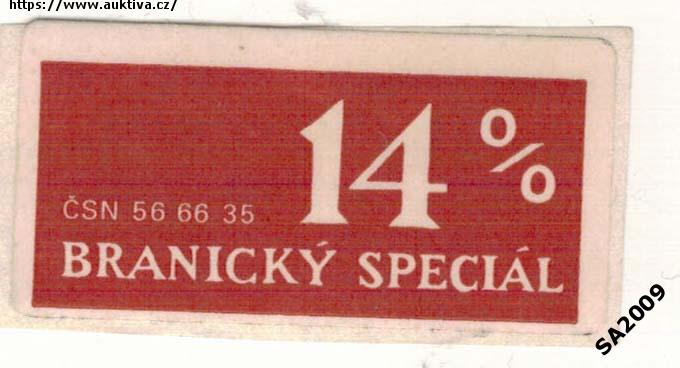 https://www.auktiva.cz/
14 %
ČSN 56 66 35
BRANICKÝ SPECIÁL
SA2009